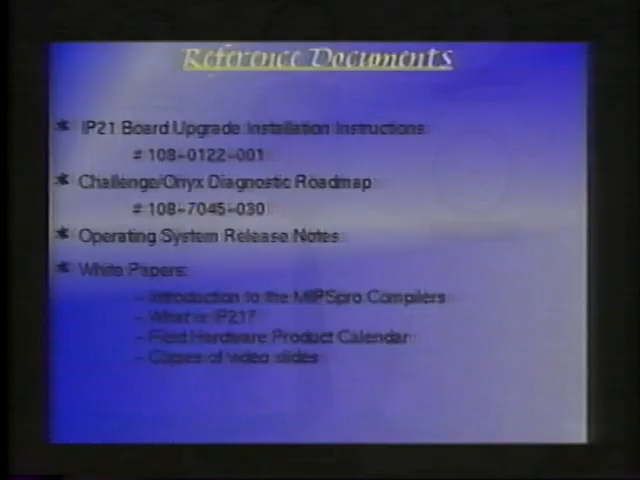 Reference Documents
* IP21 Board Upgrade Installation Instructions
# 108-0122-001
* Challenge/Onyx Diagnostic Roadmap
# 108-7045-030
* Operating System Release Notes
* White Papers:
- Introduction to the MIPSpro Compilers
- What is IP21?
- Field Hardware Product Calendar
- Copies of video slides